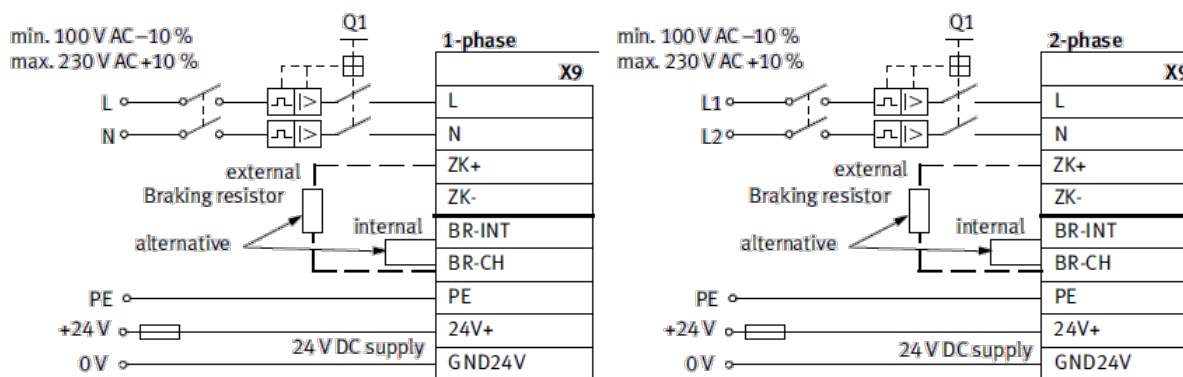 min. 100 V AC –10 %
max. 230 V AC +10 %
Q1
1-phase
X9
L
L
N
N
external
ZK+
Braking resistor
ZK-
internal
BR-INT
alternative
BR-CH
PE
PE
+24 V
24V+
24 V DC supply
0 V
GND24V
min. 100 V AC –10 %
max. 230 V AC +10 %
Q1
2-phase
X9
L1
L
L2
N
external
ZK+
Braking resistor
ZK-
internal
BR-INT
alternative
BR-CH
PE
PE
+24 V
24V+
24 V DC supply
0 V
GND24V